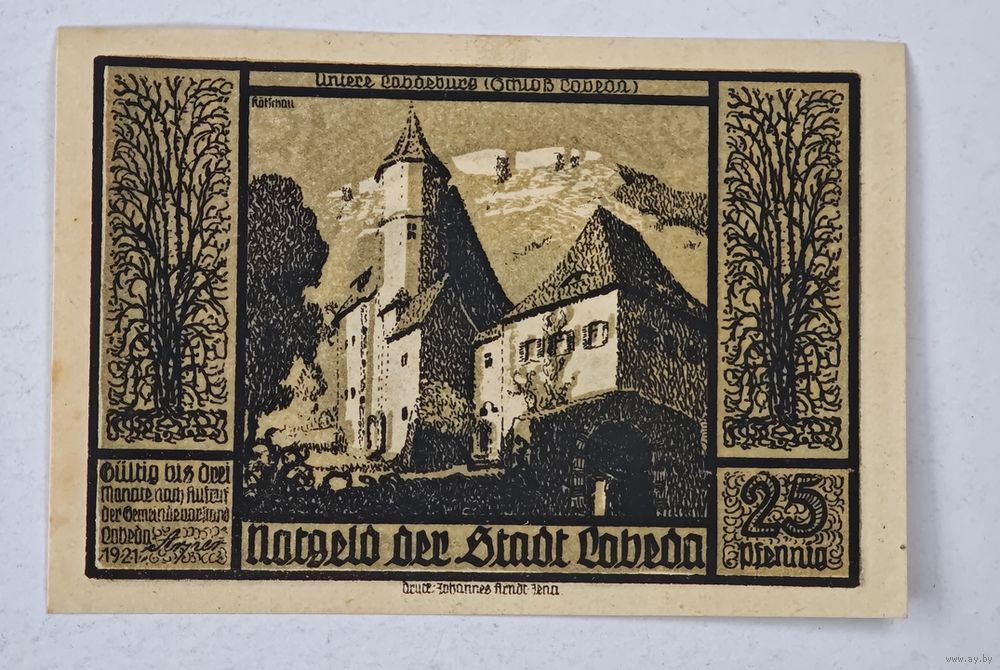 Untere Lobdeburg (Schloß Lobeda)
Rötschau
Gültig bis drei
Monate nach Aufruf
der Gemeindevorstand
Lobeda
1921
Notgeld der Stadt Lobeda
25
Pfennig
Druck: Johannes Arndt Jena
www.ay.by